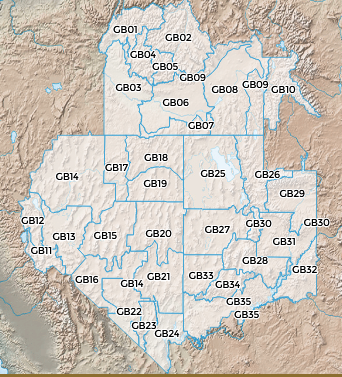 GB01
GB02
GB04
GB05
GB09
GB03
GB08
GB09
GB10
GB06
GB07
GB18
GB17
GB14
GB25
GB26
GB19
GB29
GB12
GB30
GB30
GB13
GB15
GB20
GB27
GB31
GB11
GB28
GB32
GB16
GB14
GB21
GB33
GB34
GB35
GB22
GB35
GB23
GB24